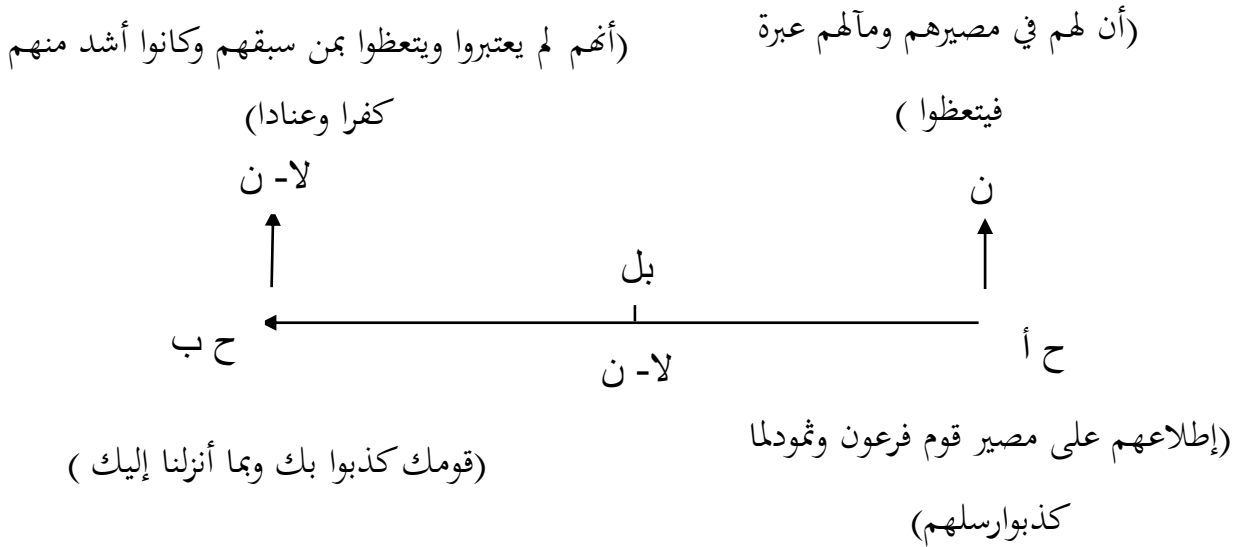 (أن لهم في مصيرهم ومآلهم عبرة
فيتعظوا )
(أنهم لم يعتبروا ويتعظوا بمن سبقهم وكانوا أشد منهم
كفرا وعنادا)
ن
لا- ن
بل
ح أ
ح ب
لا- ن
(إطلاعهم على مصير قوم فرعون وثمودلما
كذبوارسلهم)
(قومك كذبوا بك وبما أنزلنا إليك )